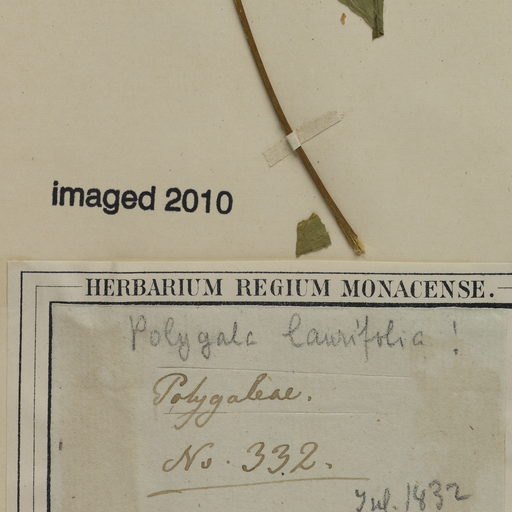 imaged 2010
HERBARIUM REGIUM MONACENSE.
Polygala laurifolia !
Polygaleae.
No. 332.
Jul. 1832